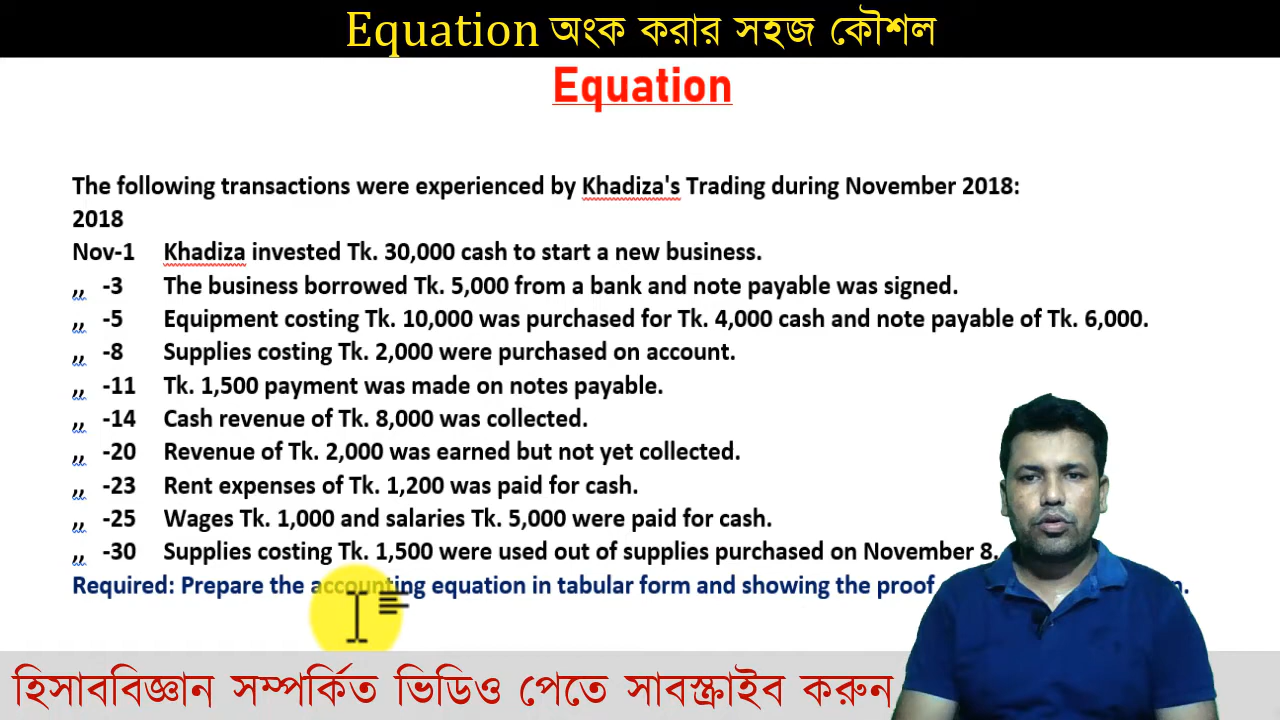 Equation অংক করার সহজ কৌশল
Equation
The following transactions were experienced by Khadiza's Trading during November 2018:
2018
Nov-1 Khadiza invested Tk. 30,000 cash to start a new business.
,, -3 The business borrowed Tk. 5,000 from a bank and note payable was signed.
,, -5 Equipment costing Tk. 10,000 was purchased for Tk. 4,000 cash and note payable of Tk. 6,000.
,, -8 Supplies costing Tk. 2,000 were purchased on account.
,, -11 Tk. 1,500 payment was made on notes payable.
,, -14 Cash revenue of Tk. 8,000 was collected.
,, -20 Revenue of Tk. 2,000 was earned but not yet collected.
,, -23 Rent expenses of Tk. 1,200 was paid for cash.
,, -25 Wages Tk. 1,000 and salaries Tk. 5,000 were paid for cash.
,, -30 Supplies costing Tk. 1,500 were used out of supplies purchased on November 8.
Required: Prepare the accounting equation in tabular form and showing the proof
হিসাববিজ্ঞান সম্পর্কিত ভিডিও পেতে সাবস্ক্রাইব করুন